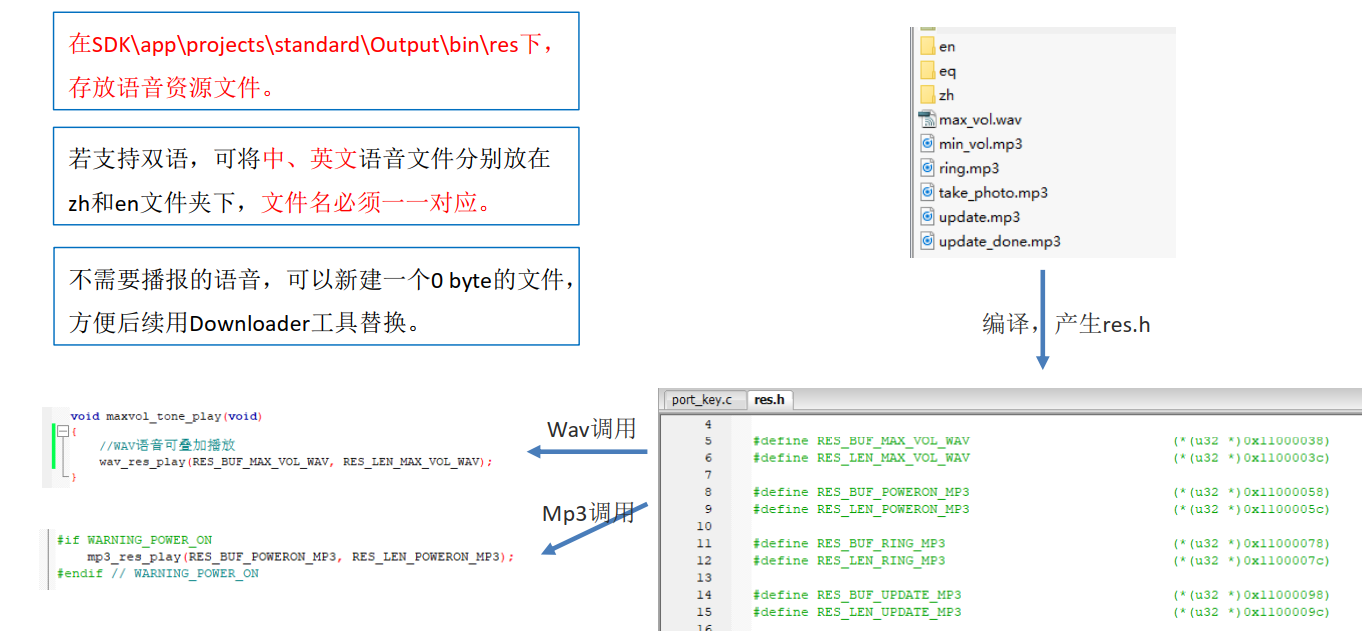 在SDK\app\projects\standard\Output\bin\res下，
存放语音资源文件。
若支持双语，可将中、英文语音文件分别放在
zh和en文件夹下，文件名必须一一对应。
不需要播报的语音，可以新建一个0 byte的文件，
方便后续用Downloader工具替换。
en
eq
zh
max_vol.wav
min_vol.mp3
ring.mp3
take_photo.mp3
update.mp3
update_done.mp3
编译，产生res.h
void maxvol_tone_play(void)
{
//WAV语音可叠加播放
wav_res_play(RES_BUF_MAX_VOL_WAV, RES_LEN_MAX_VOL_WAV);
}
Wav调用
Mp3调用
#if WARNING_POWER_ON
mp3_res_play(RES_BUF_POWERON_MP3, RES_LEN_POWERON_MP3);
#endif // WARNING_POWER_ON
port_key.c res.h
4
5 #define RES_BUF_MAX_VOL_WAV (*(u32 *)0x11000038)
6 #define RES_LEN_MAX_VOL_WAV (*(u32 *)0x1100003c)
7
8 #define RES_BUF_POWERON_MP3 (*(u32 *)0x11000058)
9 #define RES_LEN_POWERON_MP3 (*(u32 *)0x1100005c)
10
11 #define RES_BUF_RING_MP3 (*(u32 *)0x11000078)
12 #define RES_LEN_RING_MP3 (*(u32 *)0x1100007c)
13
14 #define RES_BUF_UPDATE_MP3 (*(u32 *)0x11000098)
15 #define RES_LEN_UPDATE_MP3 (*(u32 *)0x1100009c)
16